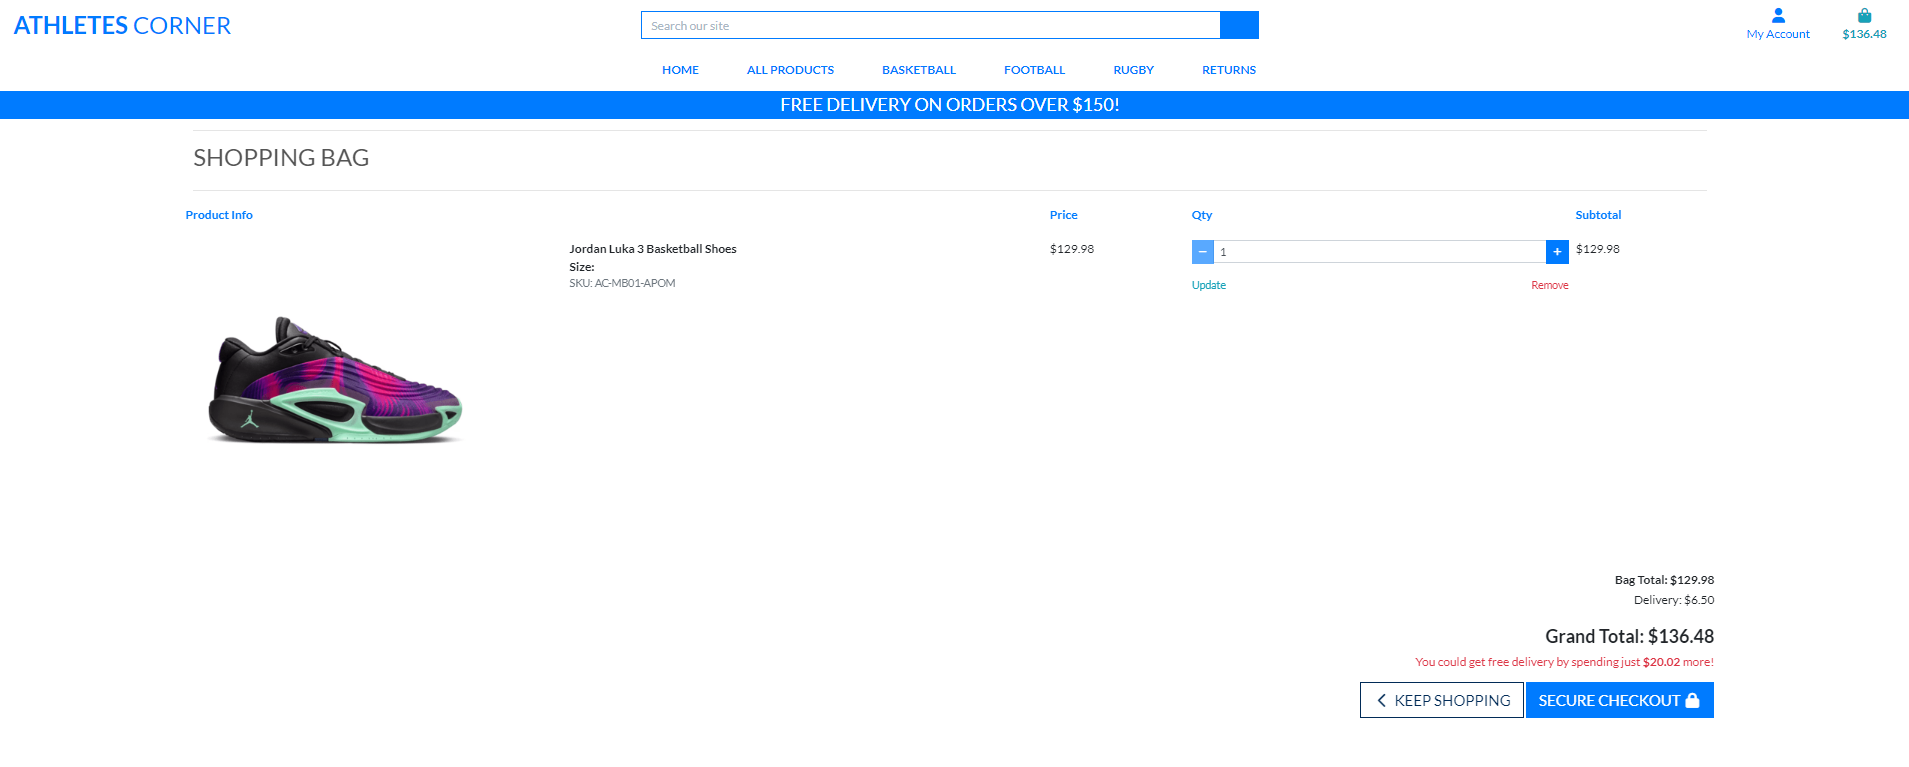 ATHLETES CORNER
Search our site
My Account
$136.48
HOME ALL PRODUCTS BASKETBALL FOOTBALL RUGBY RETURNS
FREE DELIVERY ON ORDERS OVER $150!
SHOPPING BAG
Product Info Price Qty Subtotal
Jordan Luka 3 Basketball Shoes $129.98 − 1 + $129.98
Size:
SKU: AC-MB01-APOM
Update Remove
Bag Total: $129.98
Delivery: $6.50
Grand Total: $136.48
You could get free delivery by spending just $20.02 more!
KEEP SHOPPING SECURE CHECKOUT